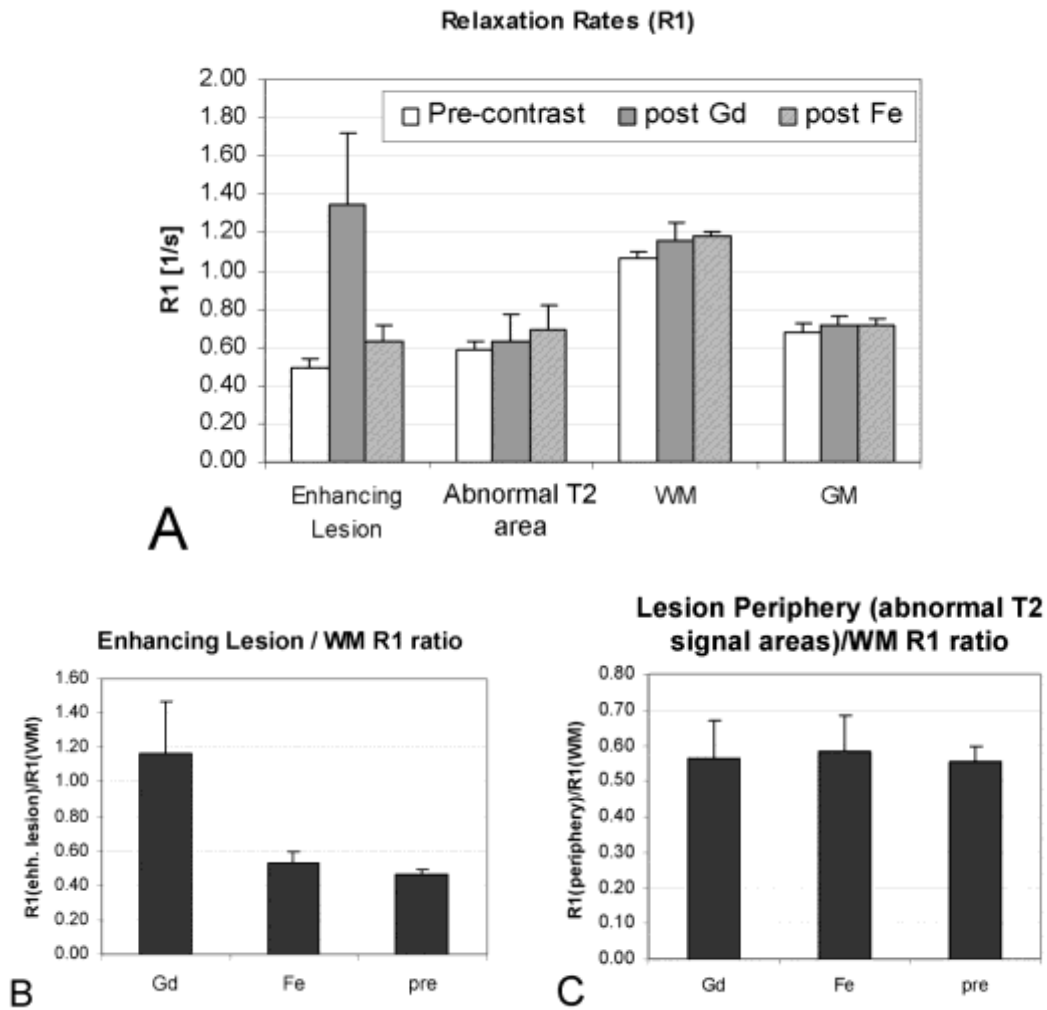 Relaxation Rates (R1)
2.00
1.80
1.60
1.40
1.20
1.00
0.80
0.60
0.40
0.20
0.00
R1 [1/s]
Pre-contrast post Gd post Fe
Enhancing
Lesion
Abnormal T2
area
WM
GM
A
Enhancing Lesion / WM R1 ratio
1.60
1.40
1.20
1.00
0.80
0.60
0.40
0.20
0.00
R1(ehh. lesion)/R1(WM)
Gd Fe pre
B
Lesion Periphery (abnormal T2
signal areas)/WM R1 ratio
0.80
0.70
0.60
0.50
0.40
0.30
0.20
0.10
0.00
R1(periphery)/R1(WM)
Gd Fe pre
C